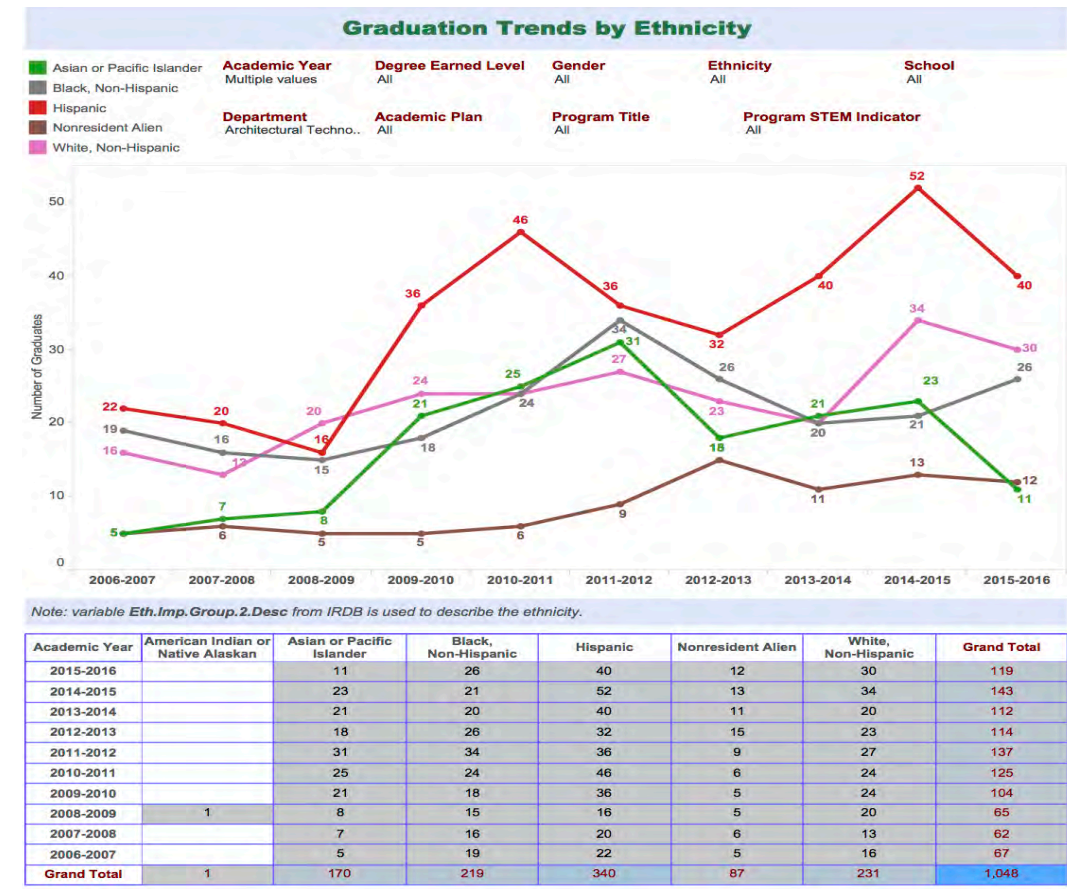 Graduation Trends by Ethnicity
Asian or Pacific Islander
Black, Non-Hispanic
Hispanic
Nonresident Alien
White, Non-Hispanic
Academic Year Degree Earned Level Gender Ethnicity School
Multiple values All All All All
Department Academic Plan Program Title Program STEM Indicator
Architectural Techno.. All All All
Number of Graduates
50
40
30
20
10
0
22 20 16 36 46 36 32 40 52 40
19 16 15 18 24 34 26 20 21 26
16 13 20 24 27 23 34 30
5 7 8 21 25 31 18 21 23 11
6 5 5 6 9 15 11 13 12
2006-2007 2007-2008 2008-2009 2009-2010 2010-2011 2011-2012 2012-2013 2013-2014 2014-2015 2015-2016
Note: variable Eth.Imp.Group.2.Desc from IRDB is used to describe the ethnicity.
Academic Year American Indian or Native Alaskan Asian or Pacific Islander Black, Non-Hispanic Hispanic Nonresident Alien White, Non-Hispanic Grand Total
2015-2016 11 26 40 12 30 119
2014-2015 23 21 52 13 34 143
2013-2014 21 20 40 11 20 112
2012-2013 18 26 32 15 23 114
2011-2012 31 34 36 9 27 137
2010-2011 25 24 46 6 24 125
2009-2010 21 18 36 5 24 104
2008-2009 1 8 15 16 5 20 65
2007-2008 7 16 20 6 13 62
2006-2007 5 19 22 5 16 67
Grand Total 1 170 219 340 87 231 1,048